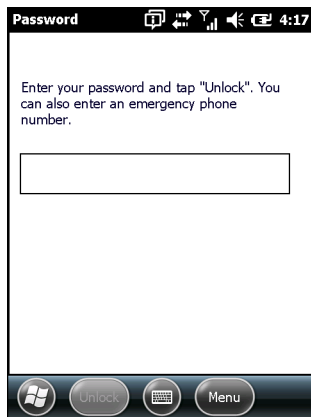 Password 4:17
Enter your password and tap "Unlock". You
can also enter an emergency phone
number.
Unlock Menu